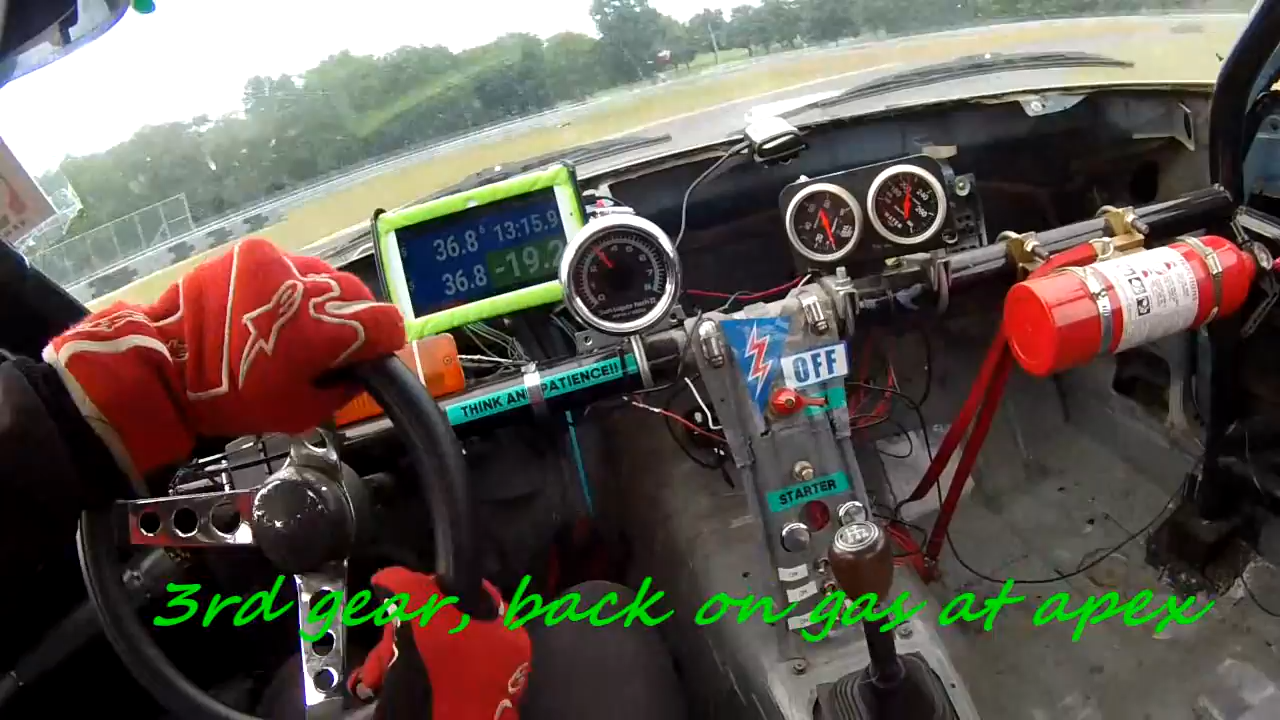 36.8⁶ 13:15.9
36.8 -19.2
THINK AND PATIENCE!!
OFF
STARTER
3rd gear, back on gas at apex